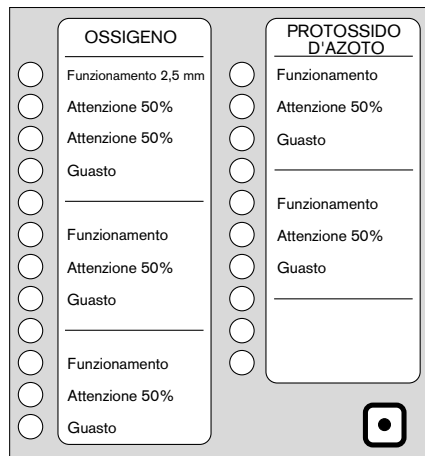 OSSIGENO
Funzionamento 2,5 mm
Attenzione 50%
Attenzione 50%
Guasto
Funzionamento
Attenzione 50%
Guasto
Funzionamento
Attenzione 50%
Guasto
PROTOSSIDO
D'AZOTO
Funzionamento
Attenzione 50%
Guasto
Funzionamento
Attenzione 50%
Guasto